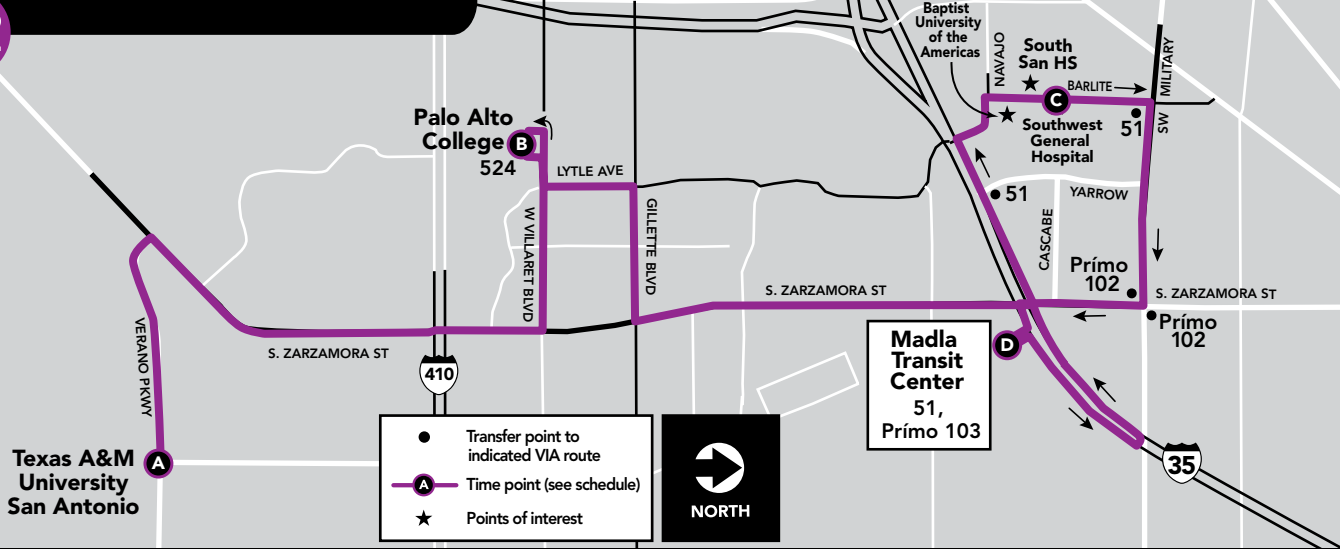 Baptist
University
of the
Americas
NAVAJO
South
San HS
BARLITE
C
SW MILITARY
51
Southwest
General
Hospital
Palo Alto
College
B
524
LYTLE AVE
W VILLARET BLVD
GILLETTE BLVD
51
YARROW
CASCABE
Prímo
102
S. ZARZAMORA ST
S. ZARZAMORA ST
Prímo
102
VERANO PKWY
S. ZARZAMORA ST
410
Madla
Transit
Center
51,
Prímo 103
D
Texas A&M
University
San Antonio
A
Transfer point to
indicated VIA route
A
Time point (see schedule)
Points of interest
NORTH
35